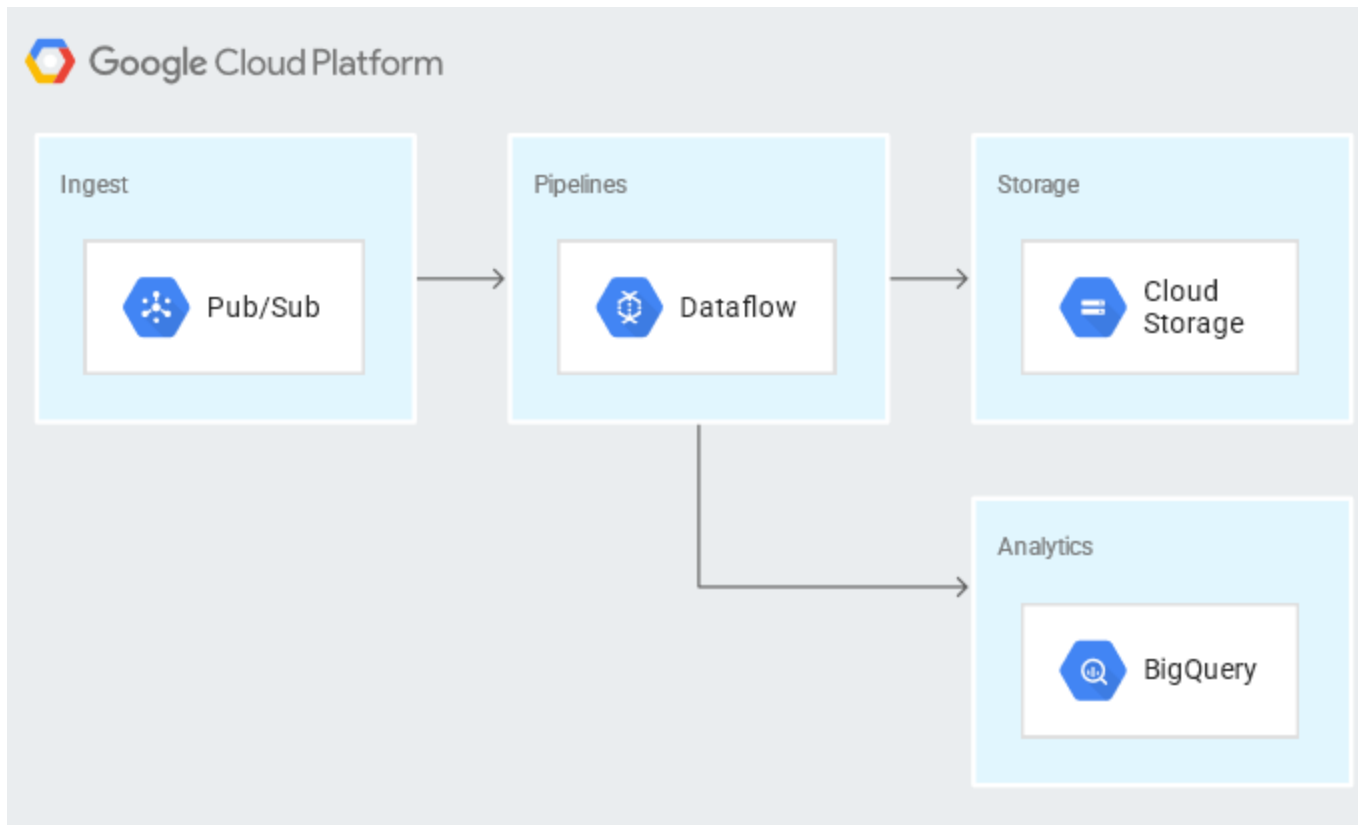 Google Cloud Platform
Ingest
Pub/Sub
Pipelines
Dataflow
Storage
Cloud
Storage
Analytics
BigQuery